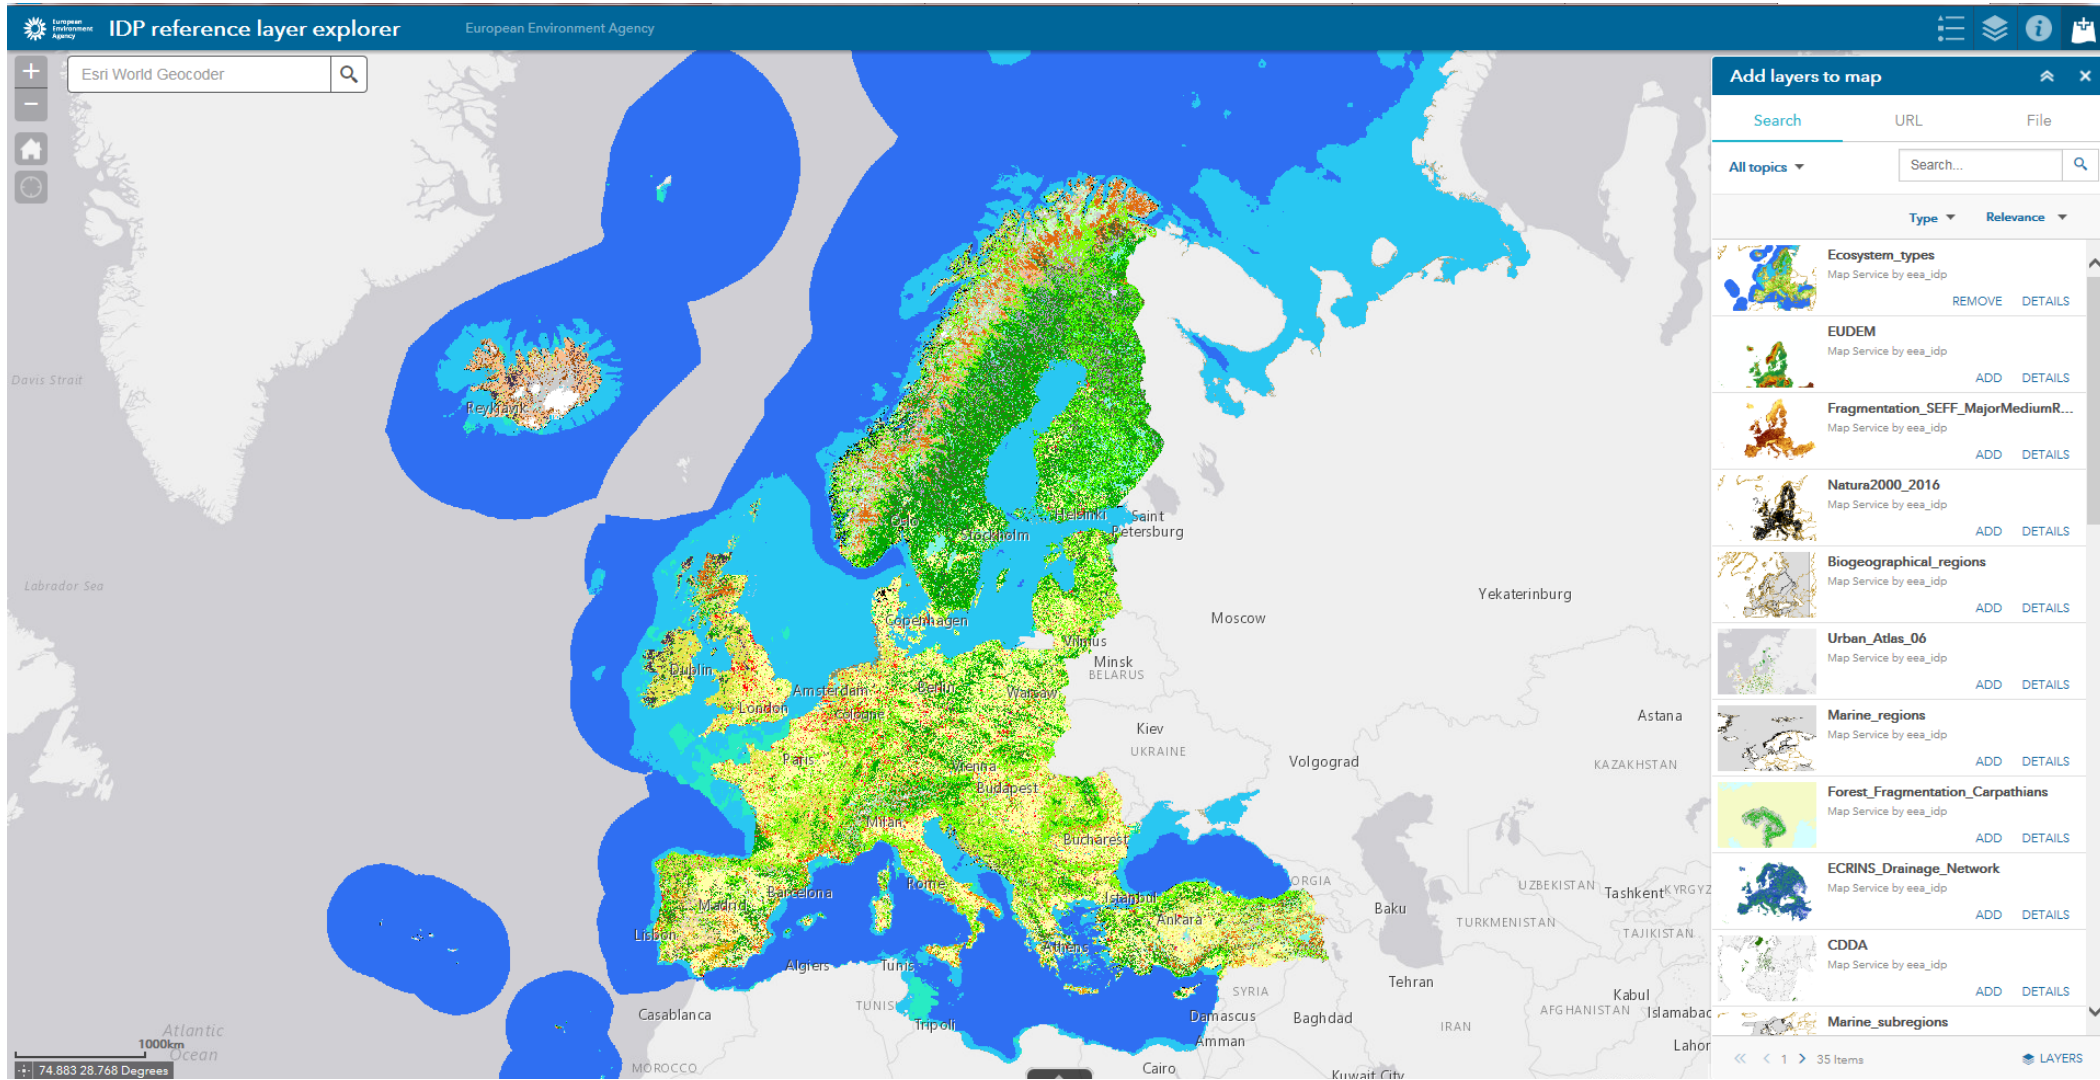 European
Environment
Agency
IDP reference layer explorer
European Environment Agency
Esri World Geocoder
Add layers to map
Search URL File
All topics
Search...
Type Relevance
Ecosystem_types
Map Service by eea_idp
REMOVE DETAILS
EUDEM
Map Service by eea_idp
ADD DETAILS
Fragmentation_SEFF_MajorMediumR...
Map Service by eea_idp
ADD DETAILS
Natura2000_2016
Map Service by eea_idp
ADD DETAILS
Biogeographical_regions
Map Service by eea_idp
ADD DETAILS
Urban_Atlas_06
Map Service by eea_idp
ADD DETAILS
Marine_regions
Map Service by eea_idp
ADD DETAILS
Forest_Fragmentation_Carpathians
Map Service by eea_idp
ADD DETAILS
ECRINS_Drainage_Network
Map Service by eea_idp
ADD DETAILS
CDDA
Map Service by eea_idp
ADD DETAILS
Marine_subregions
1 35 Items
LAYERS
Davis Strait
Reykjavik
Labrador Sea
Oslo
Helsinki
Stockholm
Saint
Petersburg
Yekaterinburg
Moscow
Copenhagen
Vilnius
Minsk
BELARUS
Dublin
Amsterdam
Berlin
Warsaw
London
Cologne
Astana
Kiev
UKRAINE
Paris
Vienna
Volgograd
KAZAKHSTAN
Budapest
Milan
Bucharest
Barcelona
Rome
ORGIA
UZBEKISTAN
Tashkent
KYRGYZ
Madrid
Istanbul
Ankara
Baku
TURKMENISTAN
TAJIKISTAN
Lisbon
Athens
Algiers
Tunis
Tehran
SYRIA
Kabul
TUNISI
AFGHANISTAN
Islamabad
Casablanca
Tripoli
Damascus
Baghdad
IRAN
Amman
Lahor
Atlantic
Ocean
1000km
MOROCCO
Cairo
Kuwait City
74.883 28.768 Degrees